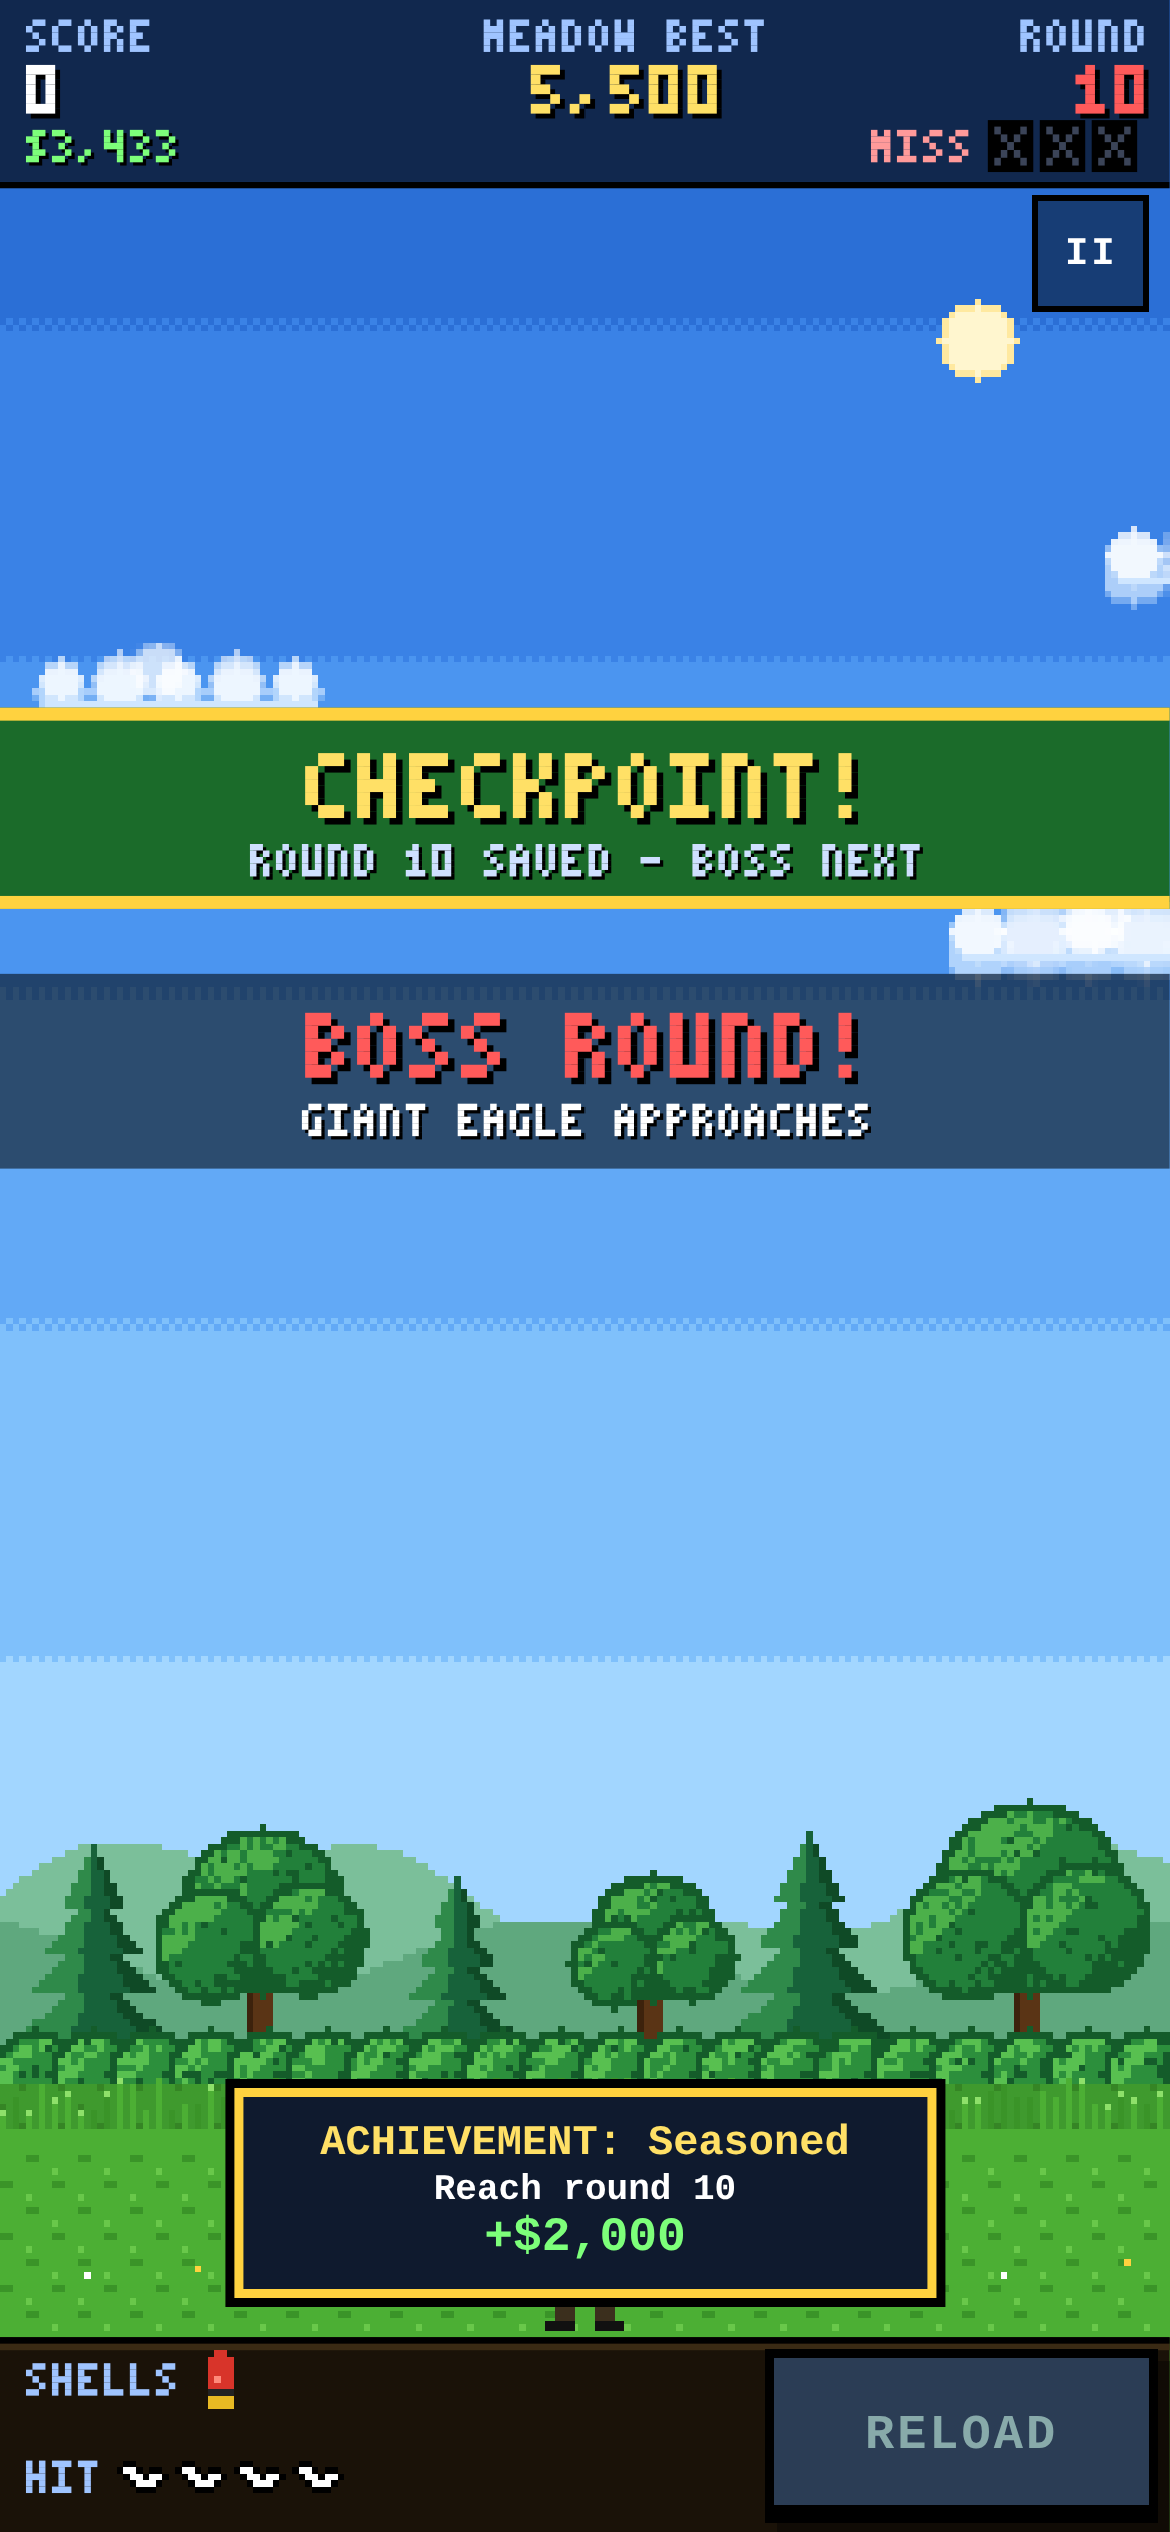 SCORE
MEADOW BEST
ROUND
0
5,500
10
$3,433
MISS X X X
II
CHECKPOINT!
ROUND 10 SAVED - BOSS NEXT
BOSS ROUND!
GIANT EAGLE APPROACHES
ACHIEVEMENT: Seasoned
Reach round 10
+$2,000
SHELLS
RELOAD
HIT